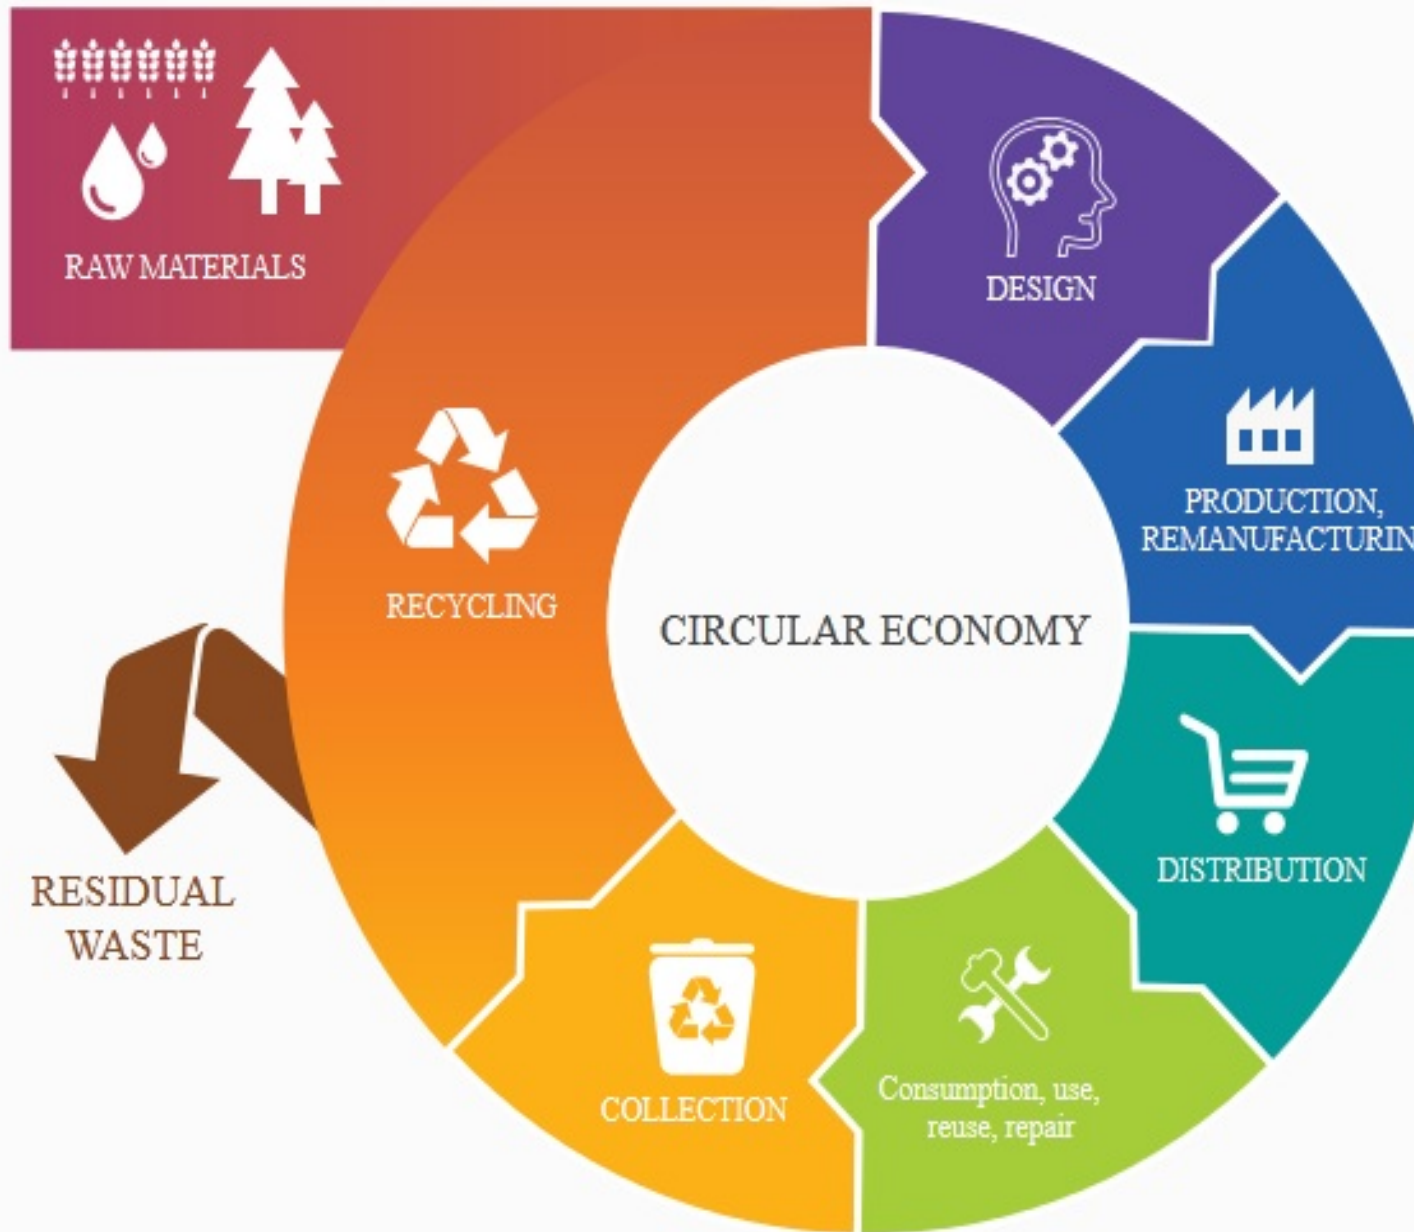 RAW MATERIALS
DESIGN
PRODUCTION,
REMANUFACTURIN
RECYCLING
CIRCULAR ECONOMY
DISTRIBUTION
RESIDUAL
WASTE
Consumption, use,
reuse, repair
COLLECTION